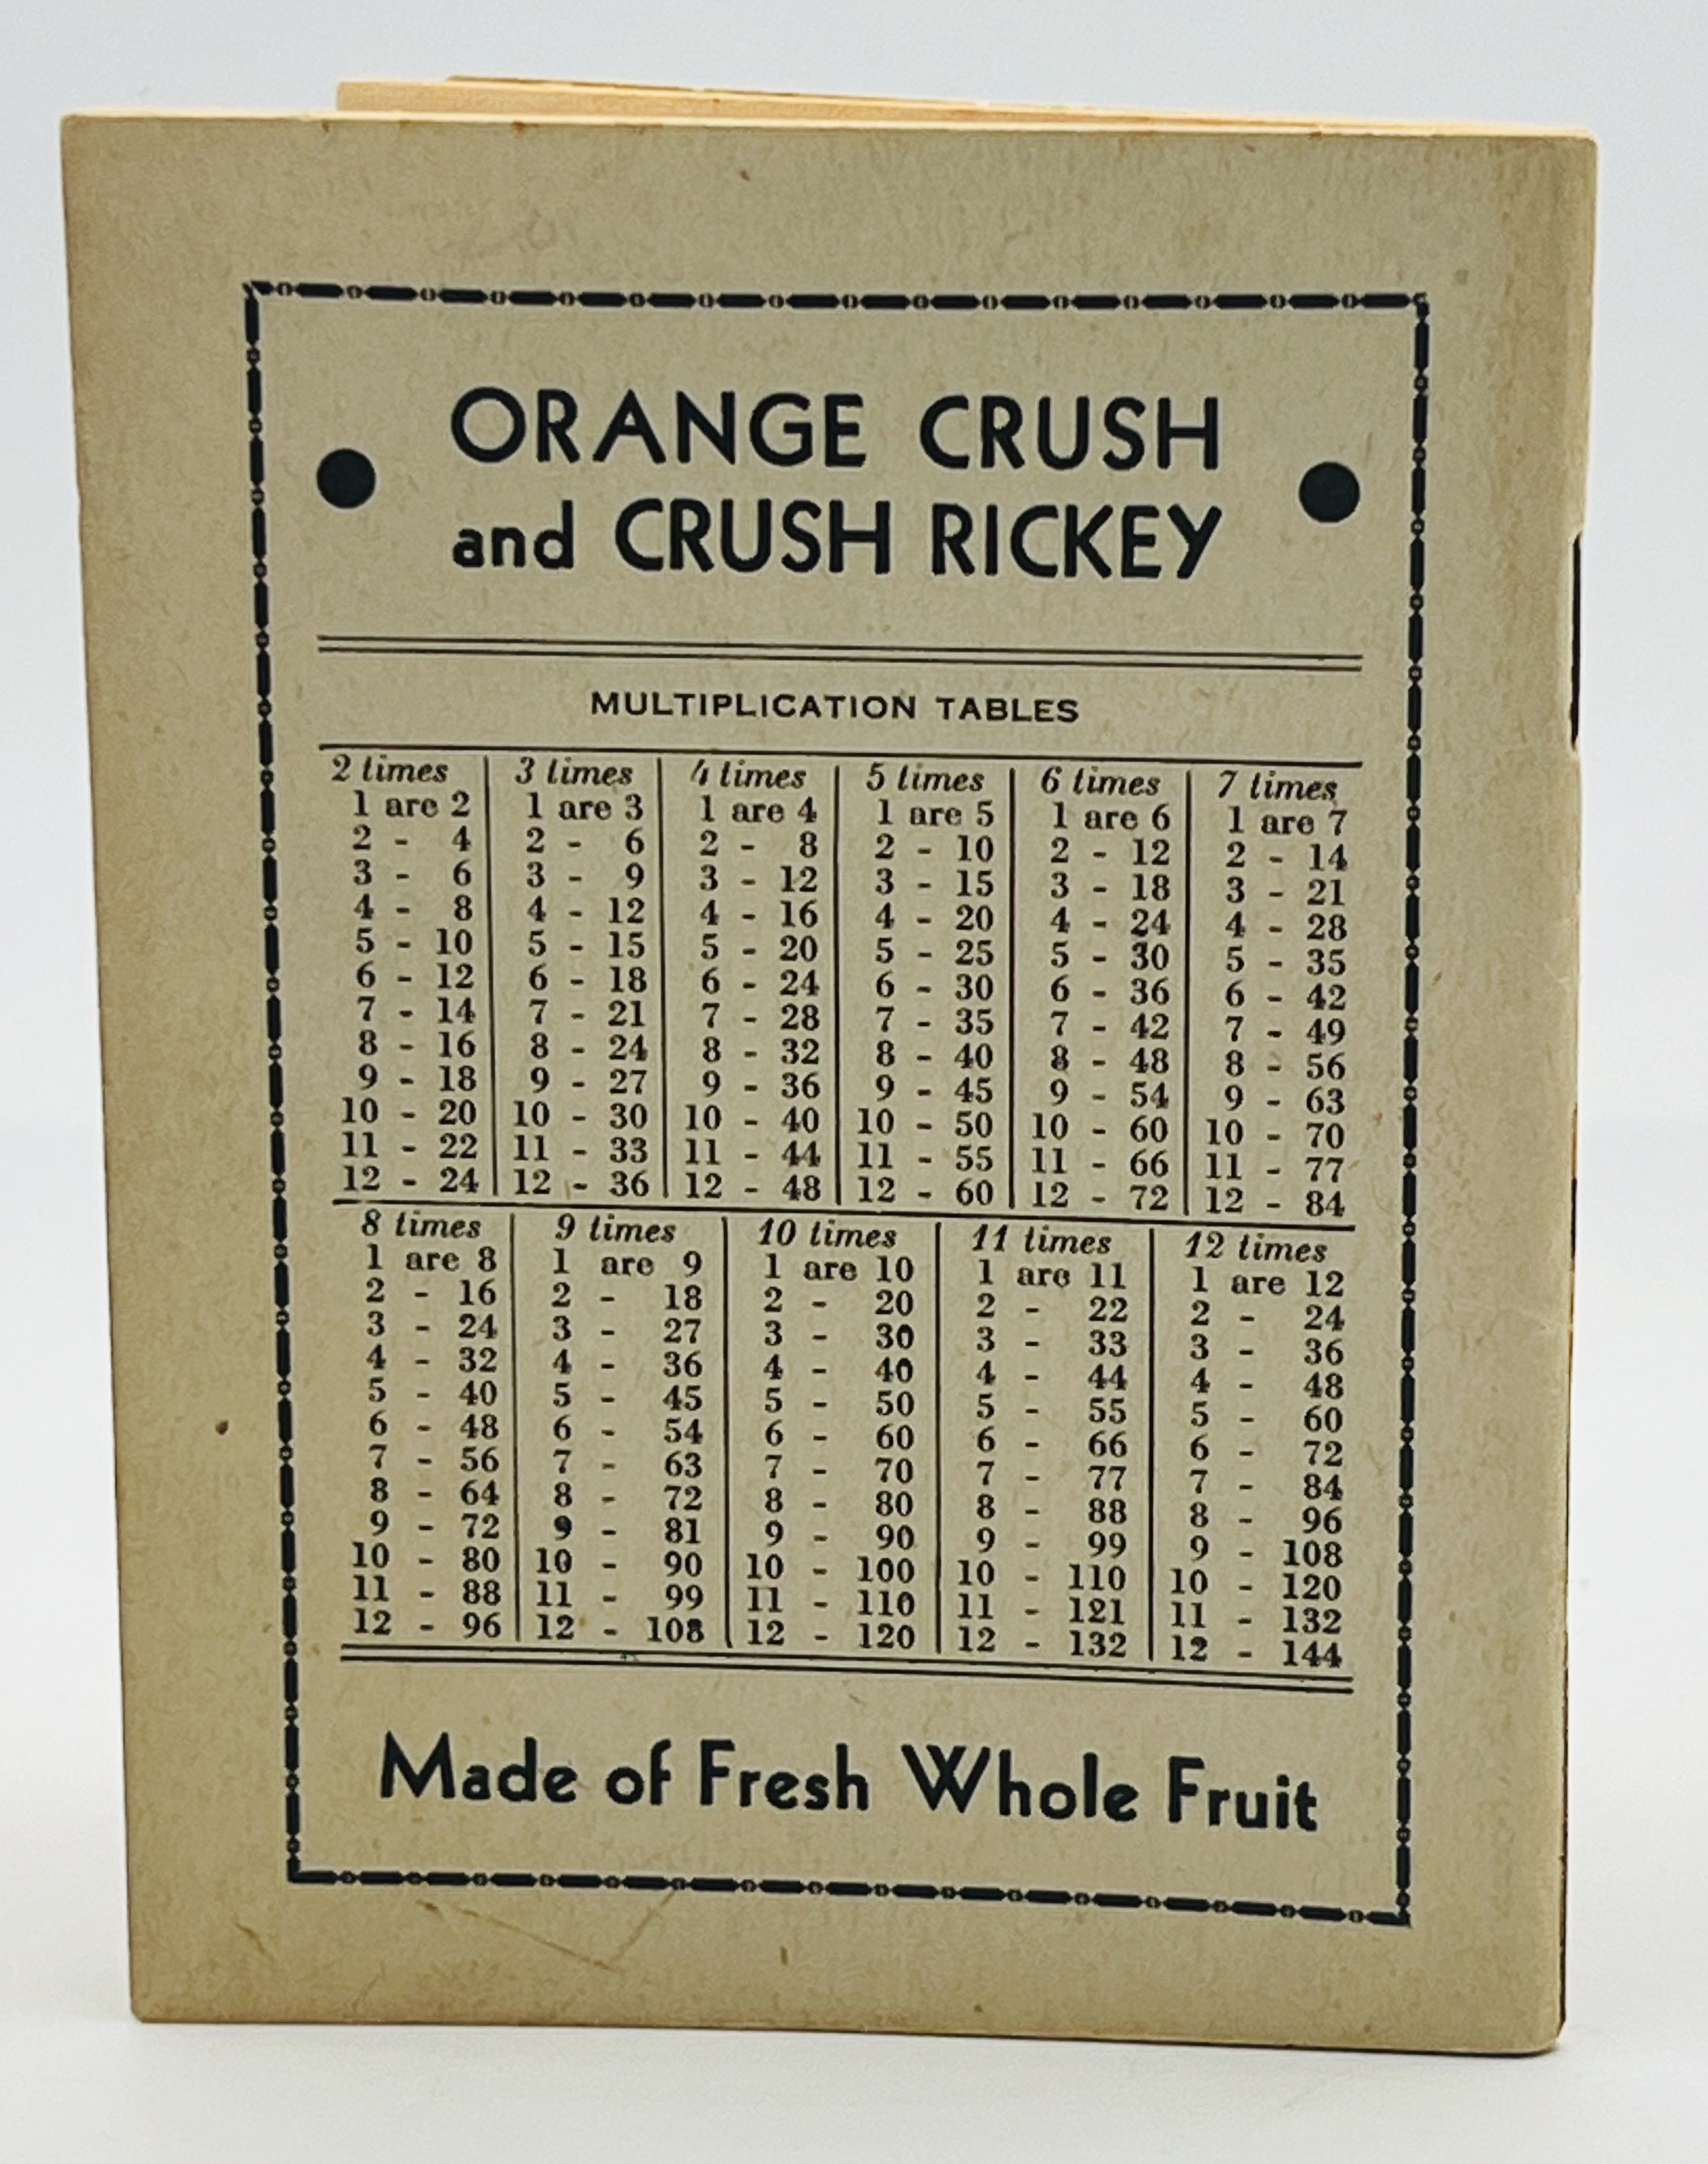 ORANGE CRUSH
and CRUSH RICKEY
MULTIPLICATION TABLES
2 times 3 times 4 times 5 times 6 times 7 times
1 are 2 1 are 3 1 are 4 1 are 5 1 are 6 1 are 7
2 - 4 2 - 6 2 - 8 2 - 10 2 - 12 2 - 14
3 - 6 3 - 9 3 - 12 3 - 15 3 - 18 3 - 21
4 - 8 4 - 12 4 - 16 4 - 20 4 - 24 4 - 28
5 - 10 5 - 15 5 - 20 5 - 25 5 - 30 5 - 35
6 - 12 6 - 18 6 - 24 6 - 30 6 - 36 6 - 42
7 - 14 7 - 21 7 - 28 7 - 35 7 - 42 7 - 49
8 - 16 8 - 24 8 - 32 8 - 40 8 - 48 8 - 56
9 - 18 9 - 27 9 - 36 9 - 45 9 - 54 9 - 63
10 - 20 10 - 30 10 - 40 10 - 50 10 - 60 10 - 70
11 - 22 11 - 33 11 - 44 11 - 55 11 - 66 11 - 77
12 - 24 12 - 36 12 - 48 12 - 60 12 - 72 12 - 84
8 times 9 times 10 times 11 times 12 times
1 are 8 1 are 9 1 are 10 1 are 11 1 are 12
2 - 16 2 - 18 2 - 20 2 - 22 2 - 24
3 - 24 3 - 27 3 - 30 3 - 33 3 - 36
4 - 32 4 - 36 4 - 40 4 - 44 4 - 48
5 - 40 5 - 45 5 - 50 5 - 55 5 - 60
6 - 48 6 - 54 6 - 60 6 - 66 6 - 72
7 - 56 7 - 63 7 - 70 7 - 77 7 - 84
8 - 64 8 - 72 8 - 80 8 - 88 8 - 96
9 - 72 9 - 81 9 - 90 9 - 99 9 - 108
10 - 80 10 - 90 10 - 100 10 - 110 10 - 120
11 - 88 11 - 99 11 - 110 11 - 121 11 - 132
12 - 96 12 - 108 12 - 120 12 - 132 12 - 144
Made of Fresh Whole Fruit